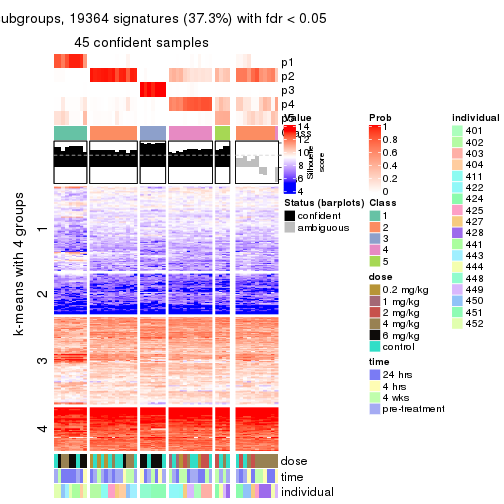 ubgroups, 19364 signatures (37.3%) with fdr < 0.05
45 confident samples
p1
p2
p3
p4
Class
Silhouette
score
k-means with 4 groups
1
2
3
4
dose
time
individual
Value
14
12
10
8
6
4
Status (barplots)
confident
ambiguous
Prob
1
0.8
0.6
0.4
0.2
0
Class
1
2
3
4
5
dose
0.2 mg/kg
1 mg/kg
2 mg/kg
4 mg/kg
6 mg/kg
control
time
24 hrs
4 hrs
4 wks
pre-treatment
individual
401
402
403
404
411
422
424
425
427
428
441
443
444
448
449
450
451
452